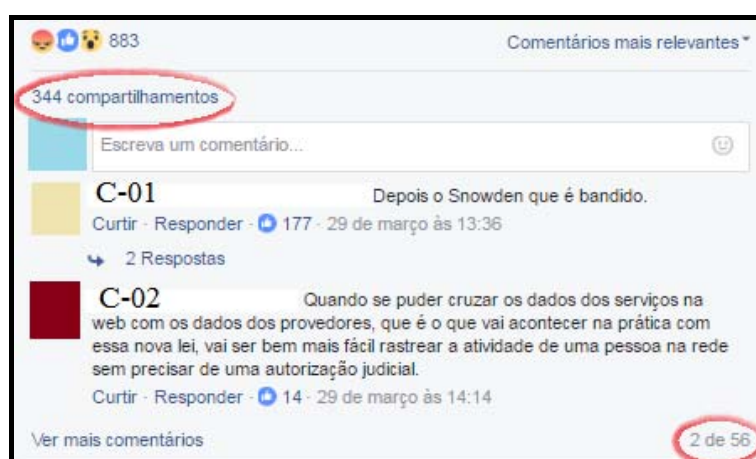 883 Comentários mais relevantes
344 compartilhamentos
Escreva um comentário...
C-01 Depois o Snowden que é bandido.
Curtir · Responder · 177 · 29 de março às 13:36
2 Respostas
C-02 Quando se puder cruzar os dados dos serviços na
web com os dados dos provedores, que é o que vai acontecer na prática com
essa nova lei, vai ser bem mais fácil rastrear a atividade de uma pessoa na rede
sem precisar de uma autorização judicial.
Curtir · Responder · 14 · 29 de março às 14:14
Ver mais comentários 2 de 56